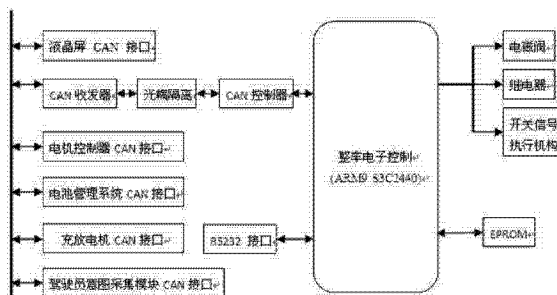 液晶屏 CAN 接口
CAN 收发器
光耦隔离
CAN 控制器
电机控制器 CAN 接口
电池管理系统 CAN 接口
充放电机 CAN 接口
RS232 接口
驾驶员意图采集模块 CAN 接口
整车电子控制
(ARM9 S3C2440)
电磁阀
继电器
开关信号
执行机构
EPROM